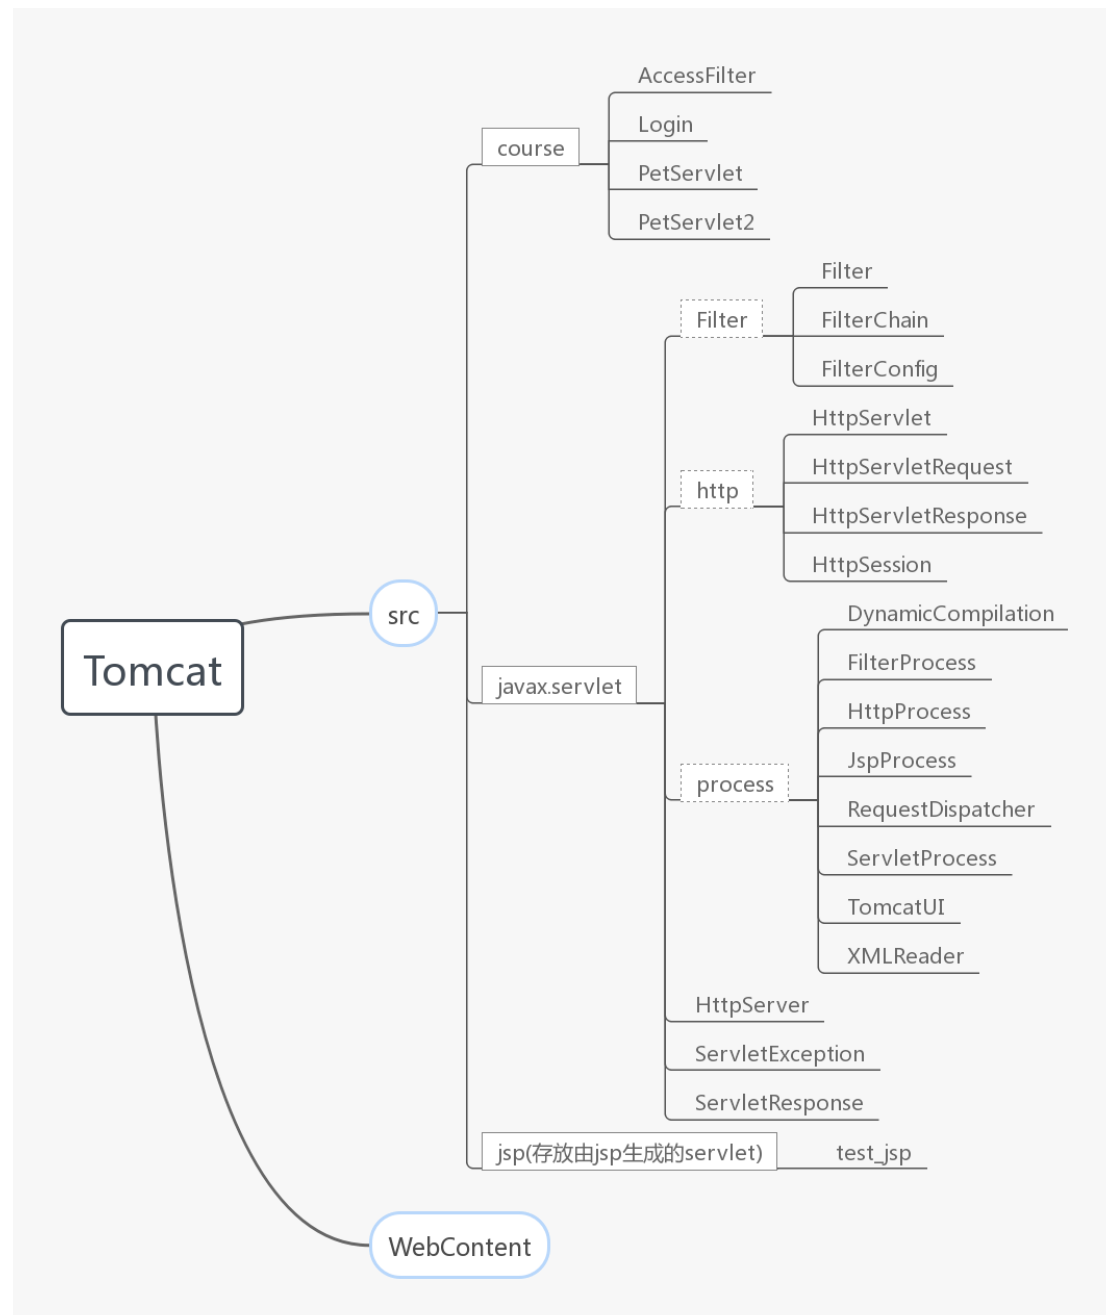 AccessFilter
Login
course
PetServlet
PetServlet2
Filter
Filter
FilterChain
FilterConfig
HttpServlet
HttpServletRequest
http
HttpServletResponse
HttpSession
src
DynamicCompilation
Tomcat
FilterProcess
javax.servlet
HttpProcess
JspProcess
process
RequestDispatcher
ServletProcess
TomcatUI
XMLReader
HttpServer
ServletException
ServletResponse
jsp(存放由jsp生成的servlet)
test_jsp
WebContent